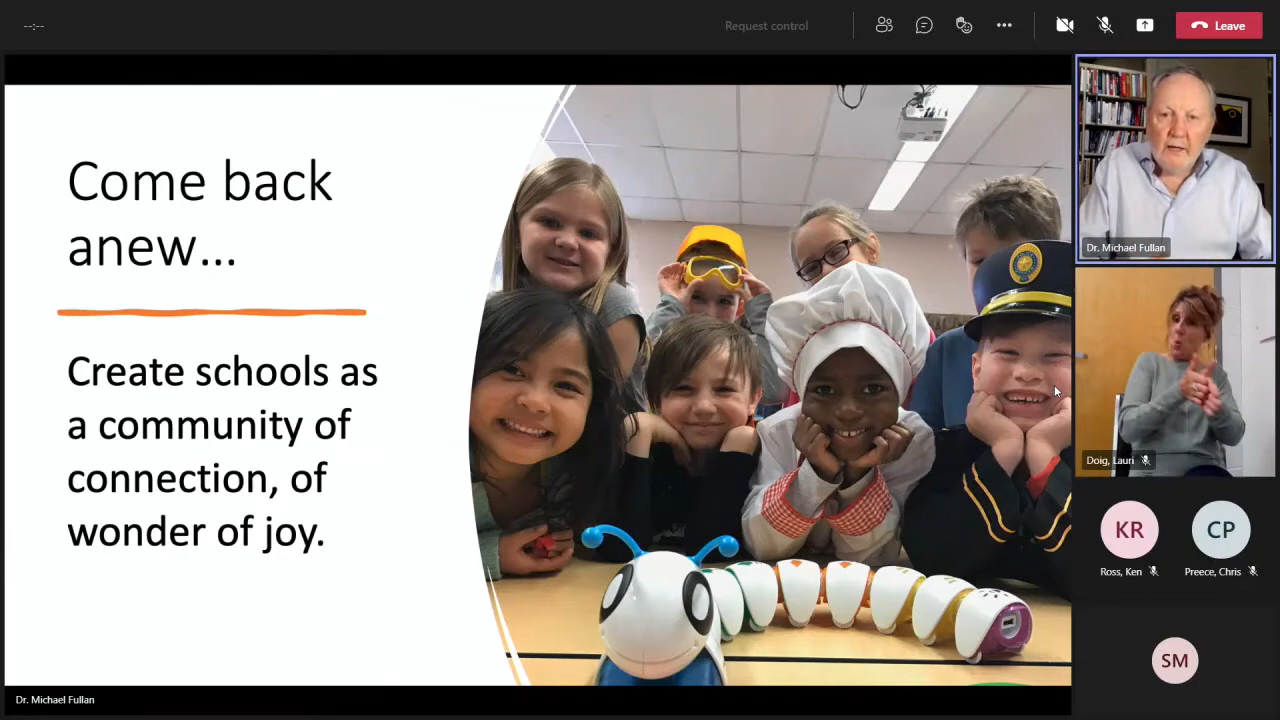 --:--
Request control
Leave
Come back
anew...
Create schools as
a community of
connection, of
wonder of joy.
Dr. Michael Fullan
Dr. Michael Fullan
Doig, Lauri
KR
CP
Ross, Ken
Preece, Chris
SM